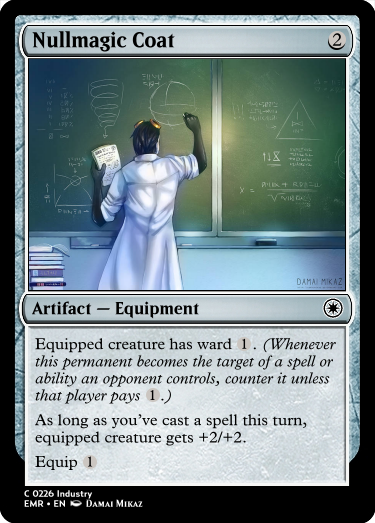 Nullmagic Coat 2
DAMAI MIKAZ
Artifact — Equipment
Equipped creature has ward 1. (Whenever
this permanent becomes the target of a spell or
ability an opponent controls, counter it unless
that player pays 1.)
As long as you've cast a spell this turn,
equipped creature gets +2/+2.
Equip 1
C 0226 Industry
EMR • EN Damai Mikaz